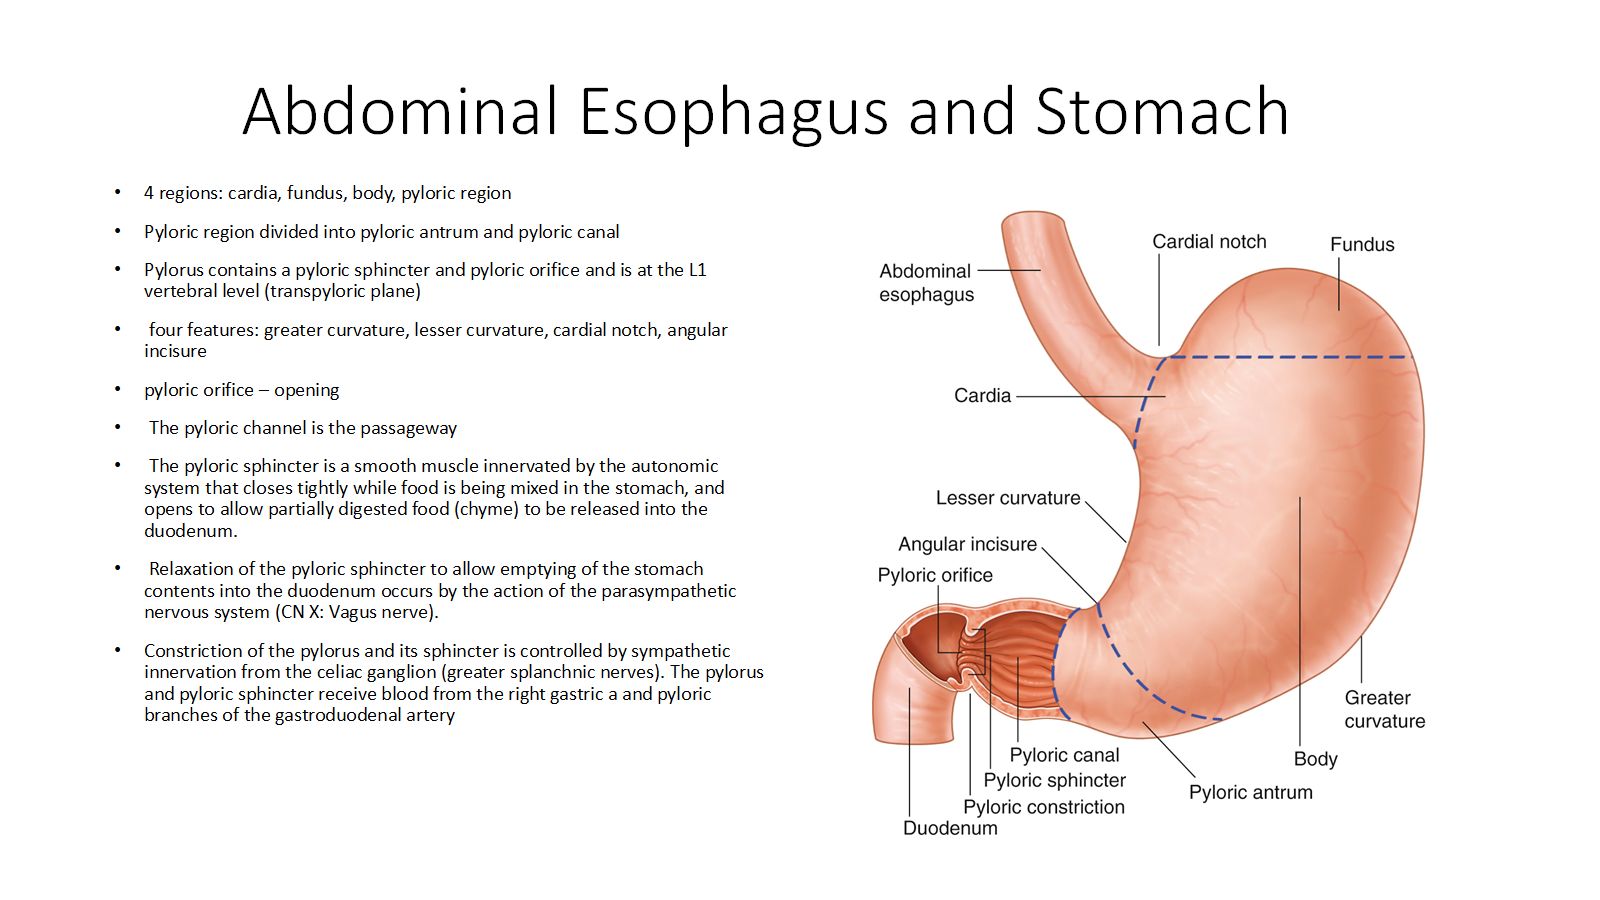 Abdominal Esophagus and Stomach
• 4 regions: cardia, fundus, body, pyloric region
• Pyloric region divided into pyloric antrum and pyloric canal
• Pylorus contains a pyloric sphincter and pyloric orifice and is at the L1
vertebral level (transpyloric plane)
• four features: greater curvature, lesser curvature, cardial notch, angular
incisure
• pyloric orifice – opening
• The pyloric channel is the passageway
• The pyloric sphincter is a smooth muscle innervated by the autonomic
system that closes tightly while food is being mixed in the stomach, and
opens to allow partially digested food (chyme) to be released into the
duodenum.
• Relaxation of the pyloric sphincter to allow emptying of the stomach
contents into the duodenum occurs by the action of the parasympathetic
nervous system (CN X: Vagus nerve).
• Constriction of the pylorus and its sphincter is controlled by sympathetic
innervation from the celiac ganglion (greater splanchnic nerves). The pylorus
and pyloric sphincter receive blood from the right gastric a and pyloric
branches of the gastroduodenal artery
Cardial notch
Fundus
Abdominal
esophagus
Cardia
Lesser curvature
Angular incisure
Pyloric orifice
Greater
curvature
Body
Pyloric canal
Pyloric sphincter
Pyloric antrum
Pyloric constriction
Duodenum